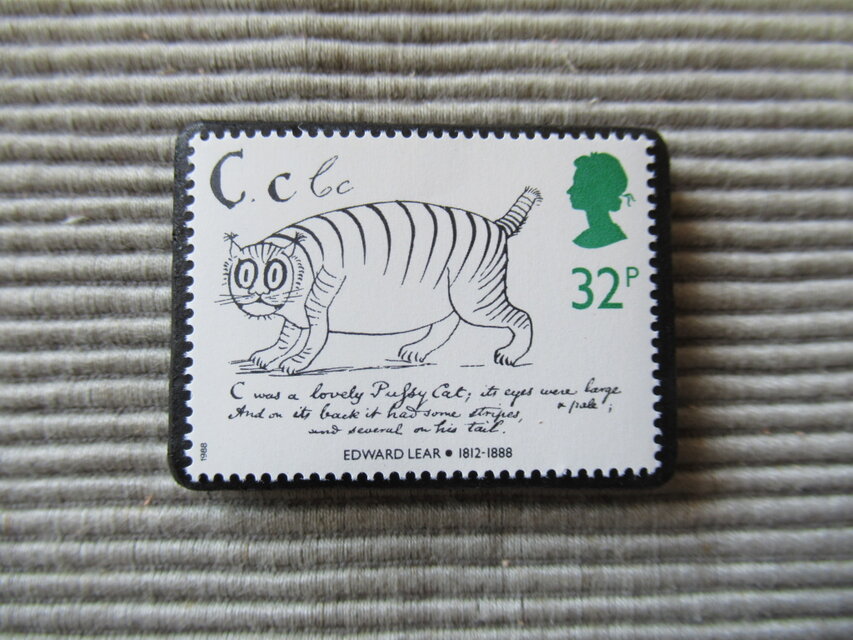 C. c C c
32P
C was a lovely Pufsy Cat; its eyes were large
& pale;
And on its back it had some stripes,
and several on his tail.
EDWARD LEAR • 1812-1888
1988